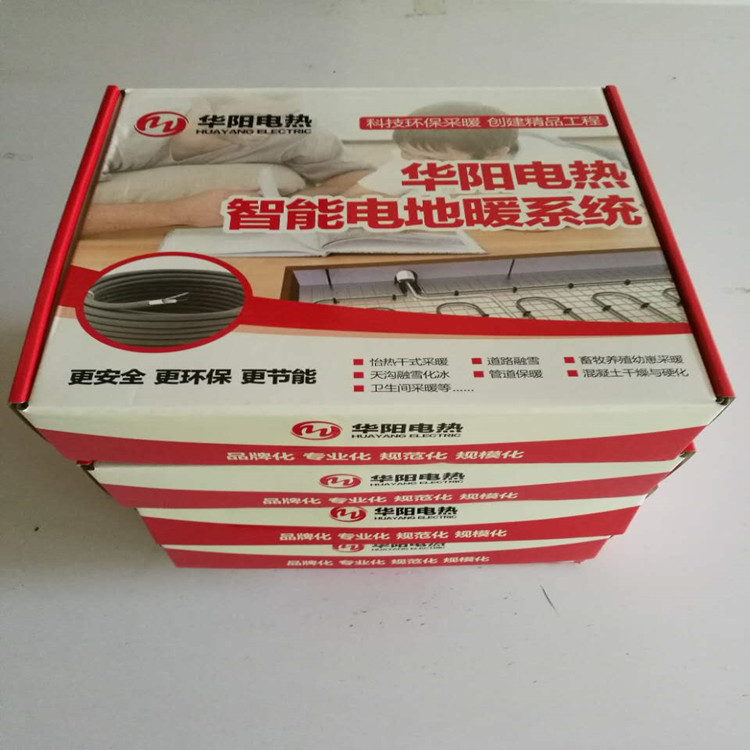 华阳电热
HUAYANG ELECTRIC
科技环保采暖 创建精品工程
华阳电热
智能电地暖系统
更安全 更环保 更节能
怡热干式采暖 道路融雪 畜牧养殖幼崽采暖
天沟融雪化冰 管道保暖 混凝土干燥与硬化
卫生间采暖等......
华阳电热
HUAYANG ELECTRIC
品牌化 专业化 规范化 规模化
华阳电热
HUAYANG ELECTRIC
品牌化 专业化 规范化 规模化
华阳电热
HUAYANG ELECTRIC
品牌化 专业化 规范化 规模化
华阳电热
HUAYANG ELECTRIC
品牌化 专业化 规范化 规模化